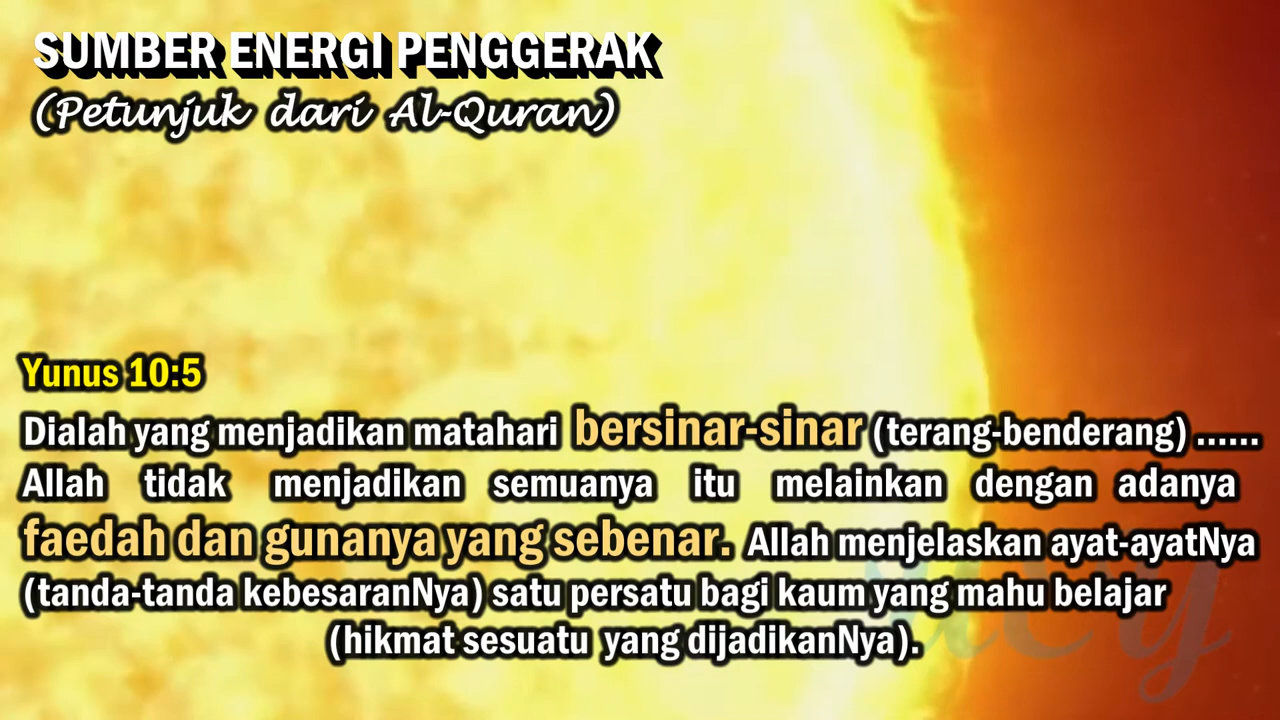 SUMBER ENERGI PENGGERAK
(Petunjuk dari Al-Quran)
Yunus 10:5
Dialah yang menjadikan matahari bersinar-sinar (terang-benderang) ......
Allah tidak menjadikan semuanya itu melainkan dengan adanya
faedah dan gunanya yang sebenar. Allah menjelaskan ayat-ayatNya
(tanda-tanda kebesaranNya) satu persatu bagi kaum yang mahu belajar
(hikmat sesuatu yang dijadikanNya).